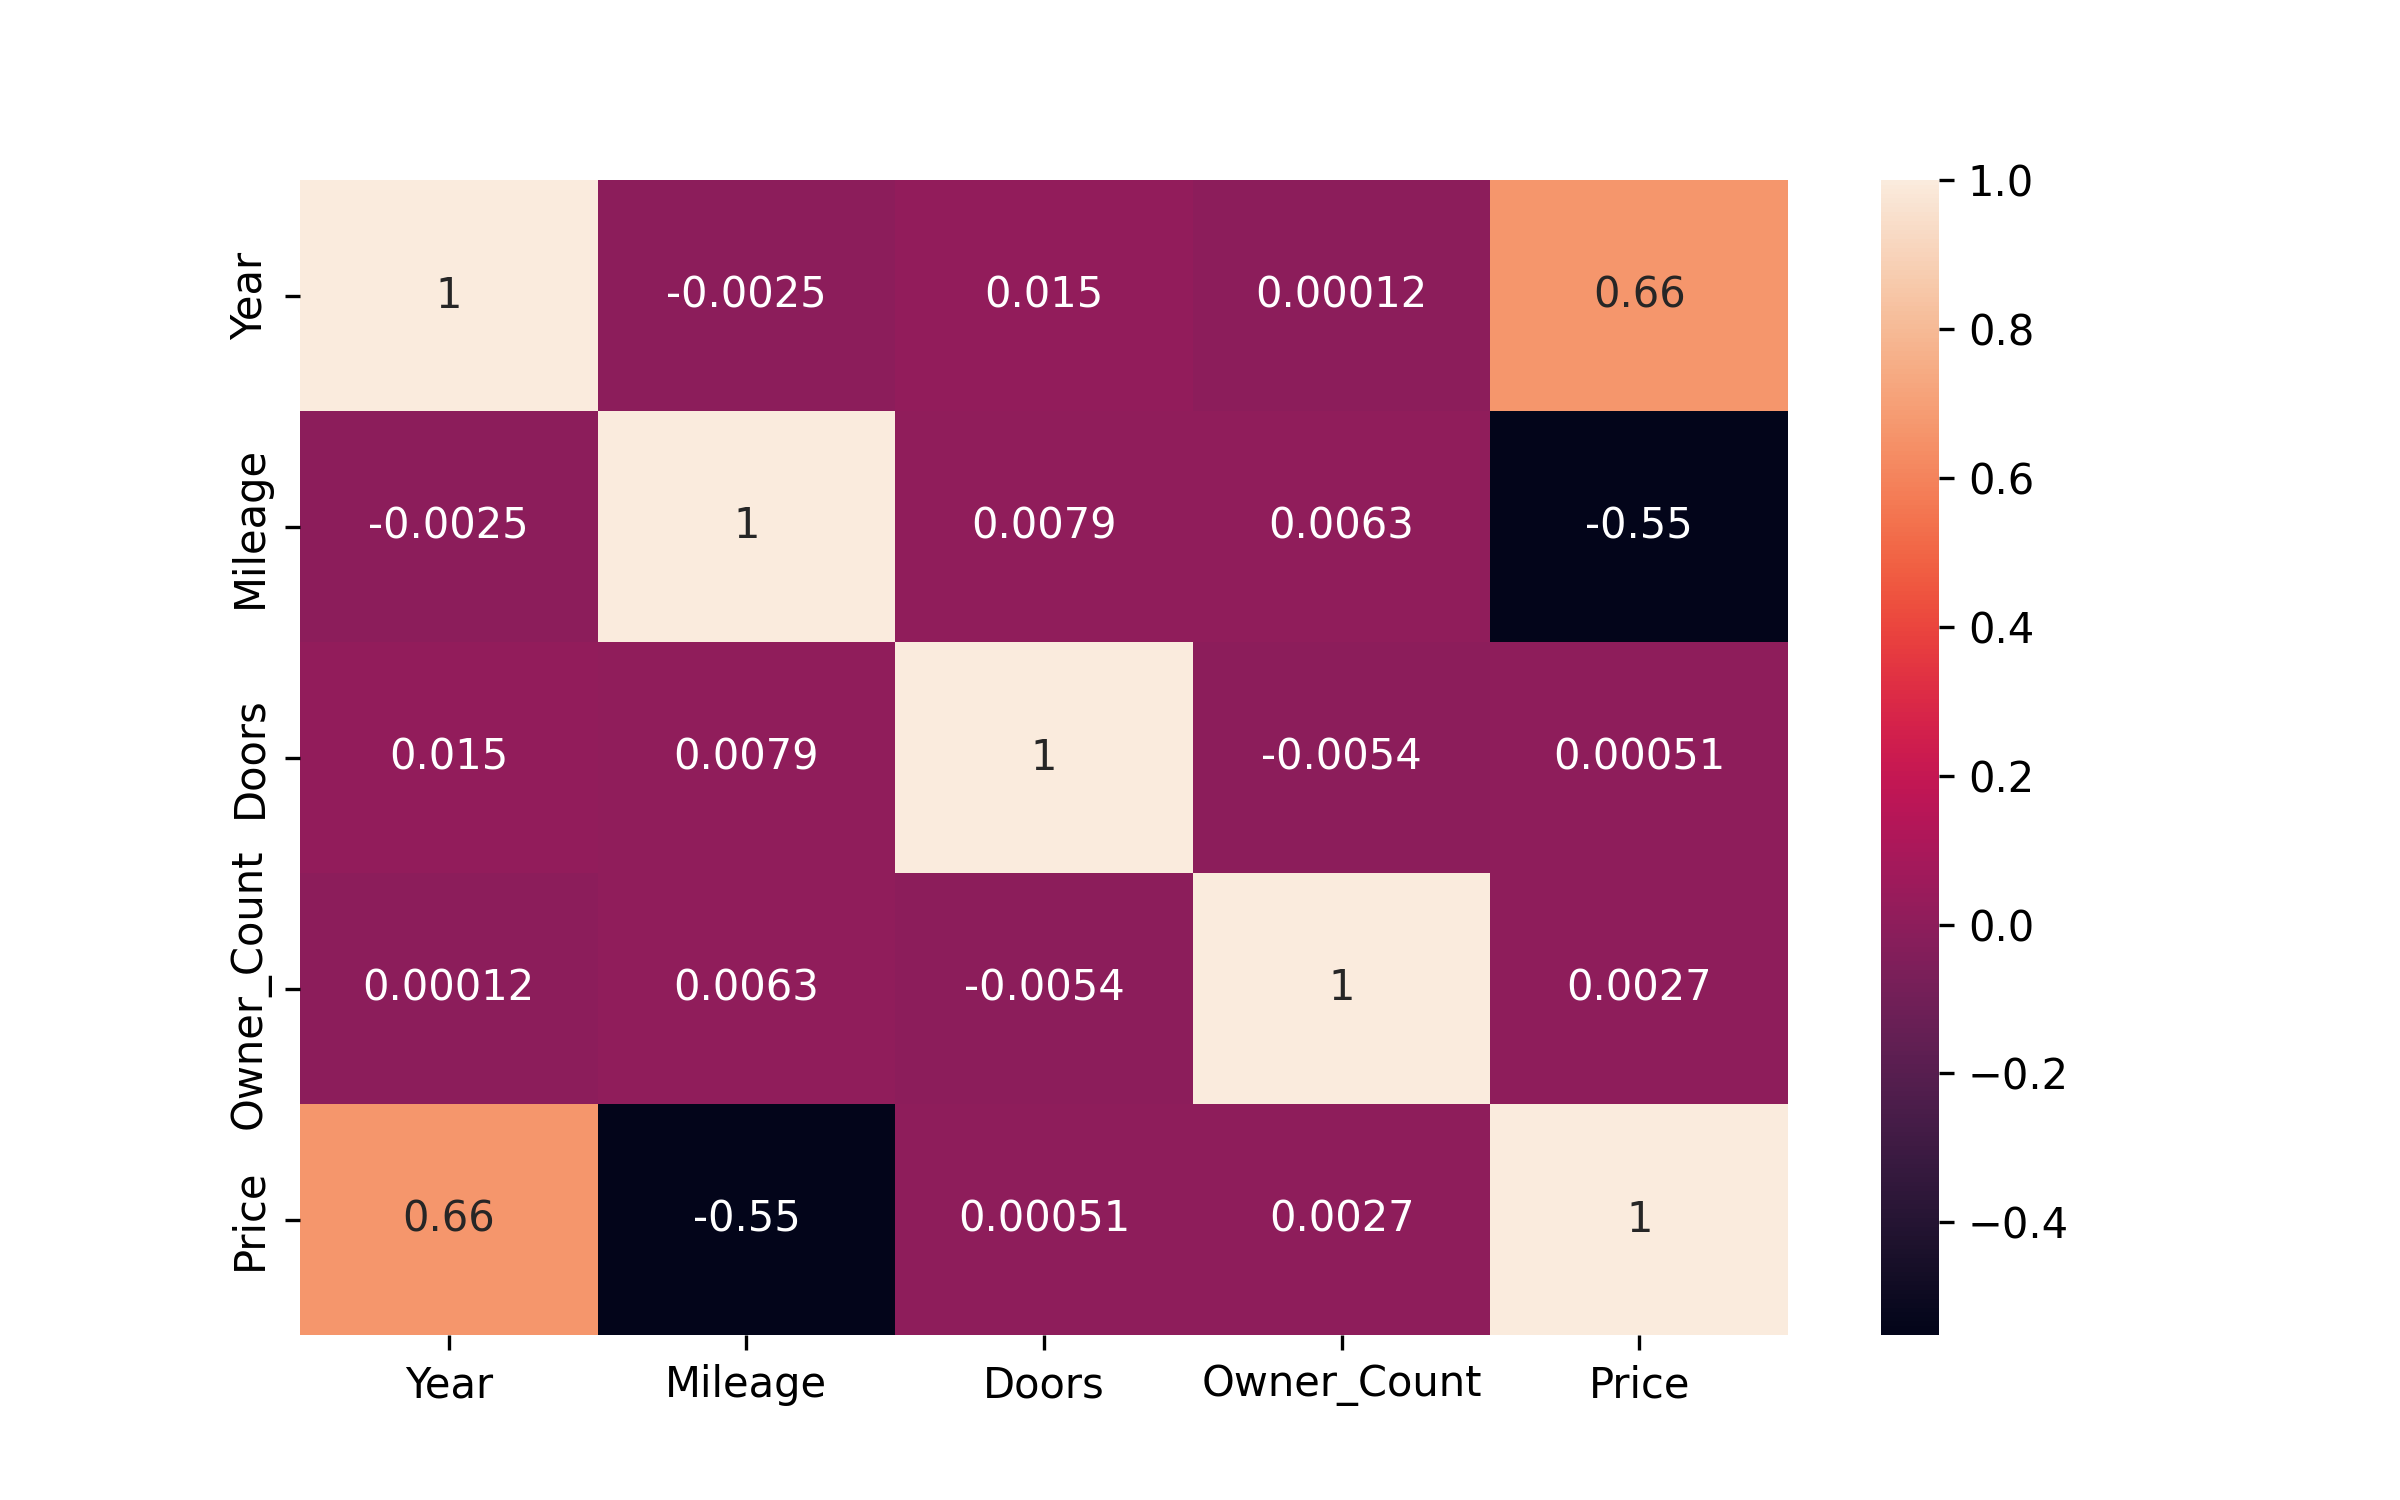 Year 1 -0.0025 0.015 0.00012 0.66
Mileage -0.0025 1 0.0079 0.0063 -0.55
Doors 0.015 0.0079 1 -0.0054 0.00051
Owner_Count 0.00012 0.0063 -0.0054 1 0.0027
Price 0.66 -0.55 0.00051 0.0027 1
Year Mileage Doors Owner_Count Price
1.0
0.8
0.6
0.4
0.2
0.0
−0.2
−0.4